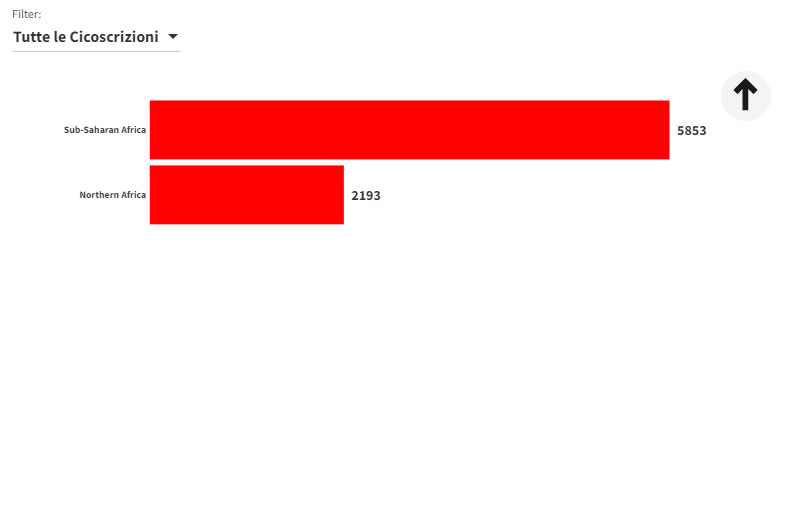 Filter:
Tutte le Cicoscrizioni
Sub-Saharan Africa 5853
Northern Africa 2193